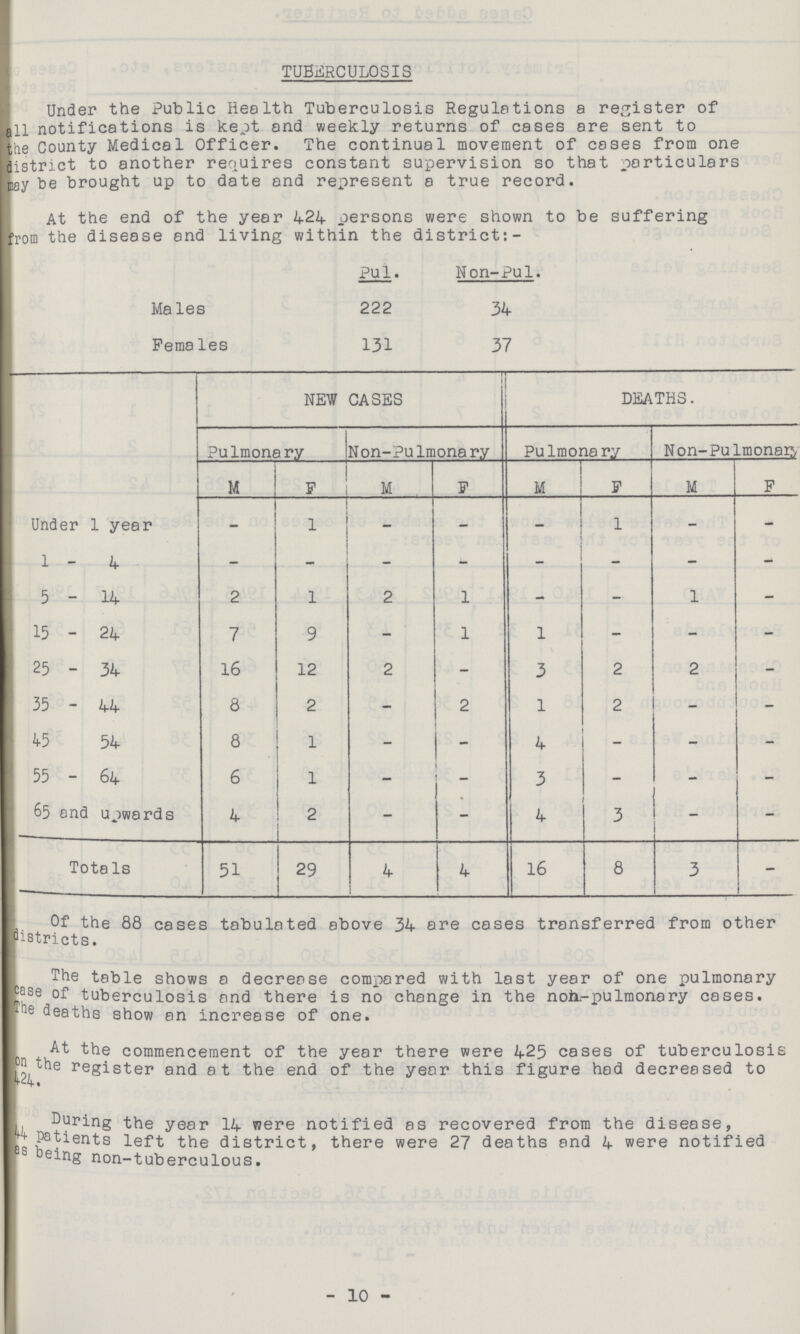 TUBERCULOSIS
Under the Public Health Tuberculosis Regulations a register of
all notifications is kept and weekly returns of cases are sent to
the County Medical Officer. The continual movement of cases from one
district to another requires constant supervision so that particulars
may be brought up to date and represent a true record.
At the end of the year 424 persons were shown to be suffering
from the disease and living within the district:-
Pul. Non-Pul.
Males 222 34
Females 131 37
NEW CASES DEATHS.
Pulmonary Non-Pulmonary Pulmonary Non-Pulmonary
M F M F M F M F
Under 1 year - 1 - - - 1 - -
1 - 4 - - - - - - - -
5 - 14 2 1 2 1 - - 1 -
15 - 24 7 9 - 1 1 - - -
25 - 34 16 12 2 - 3 2 2 -
35 - 44 8 2 - 2 1 2 - -
45 54 8 1 - - 4 - - -
55 - 64 6 1 - - 3 - - -
65 and upwards 4 2 - - 4 3 - -
Totals 51 29 4 4 16 8 3 -
Of the 88 cases tabulated above 34 are cases transferred from other
districts.
The table shows a decrease compared with last year of one pulmonary
case of tuberculosis and there is no change in the non-pulmonary cases.
The deaths show an increase of one.
At the commencement of the year there were 425 cases of tuberculosis
on the register and at the end of the year this figure had decreased to
424.
During the year 14 were notified as recovered from the disease,
44 patients left the district, there were 27 deaths and 4 were notified
as being non-tuberculous.
- 10 -